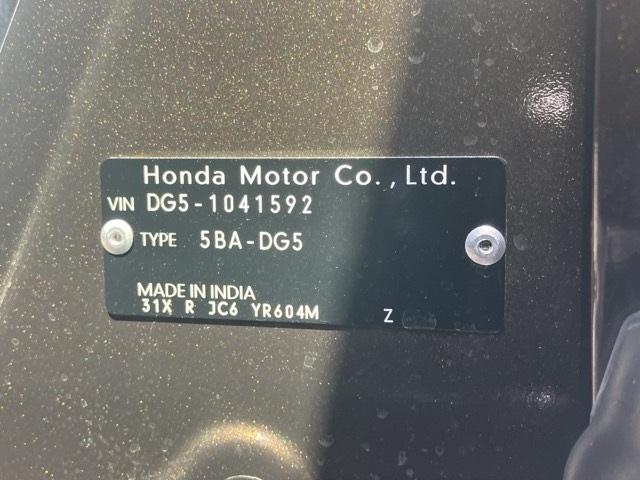 Honda Motor Co., Ltd.
VIN DG5-1041592
TYPE 5BA-DG5
MADE IN INDIA
31X R JC6 YR604M Z